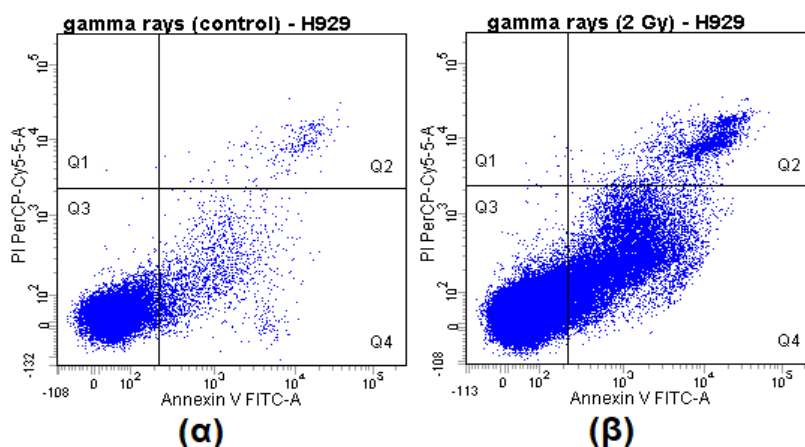 gamma rays (control) - H929
PI PerCP-Cy5-5-A
10^5
10^4
10^3
10^2
0
-132
Q1
Q2
Q3
Q4
-108
0
10^2
10^3
10^4
10^5
Annexin V FITC-A
(α)
gamma rays (2 Gy) - H929
PI PerCP-Cy5-5-A
10^5
10^4
10^3
10^2
0
-108
Q1
Q2
Q3
Q4
-113
0
10^2
10^3
10^4
10^5
Annexin V FITC-A
(β)